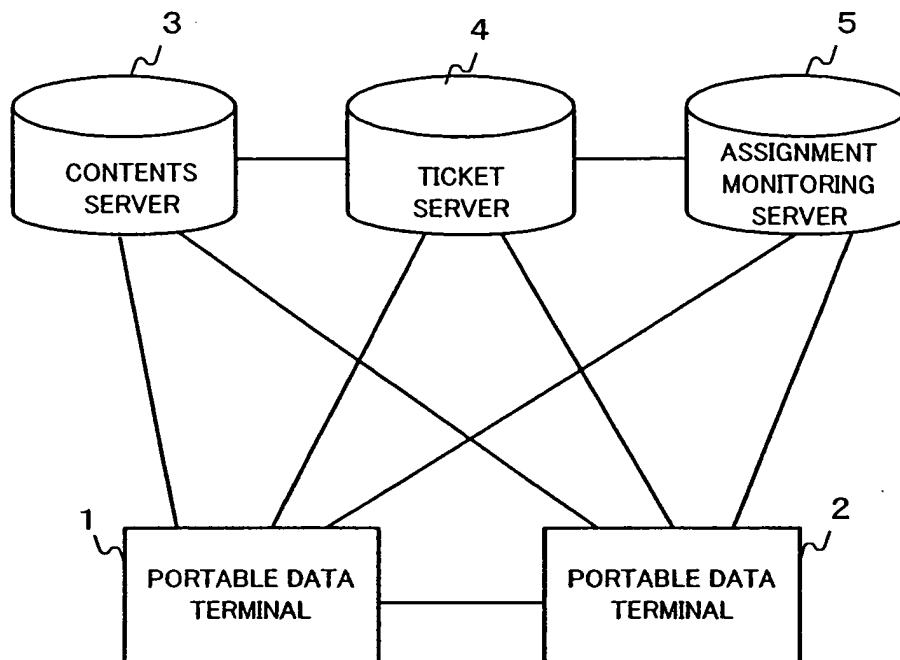 3
4
5
CONTENTS
SERVER
TICKET
SERVER
ASSIGNMENT
MONITORING
SERVER
1
2
PORTABLE DATA
TERMINAL
PORTABLE DATA
TERMINAL